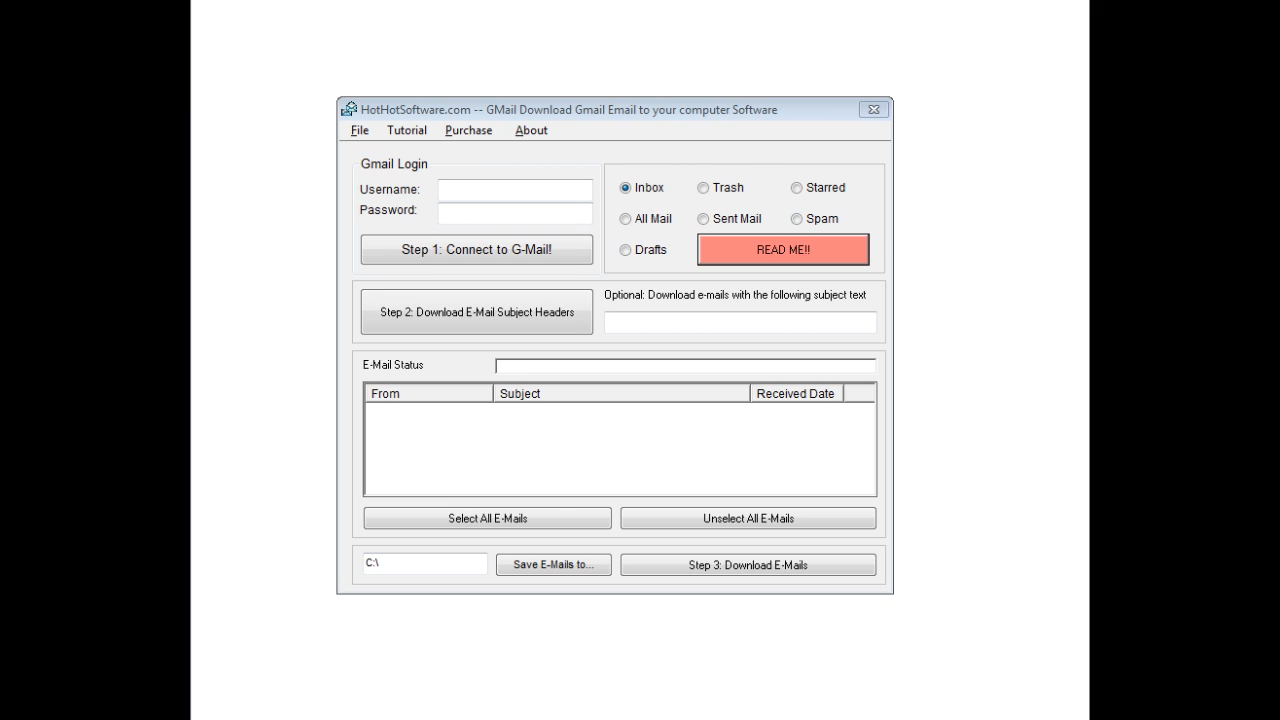 HotHotSoftware.com -- GMail Download Gmail Email to your computer Software
File Tutorial Purchase About
Gmail Login
Username:
Password:
Step 1: Connect to G-Mail!
Inbox Trash Starred
All Mail Sent Mail Spam
Drafts READ ME!!
Step 2: Download E-Mail Subject Headers
Optional: Download e-mails with the following subject text
E-Mail Status
From Subject Received Date
Select All E-Mails Unselect All E-Mails
C:\ Save E-Mails to... Step 3: Download E-Mails